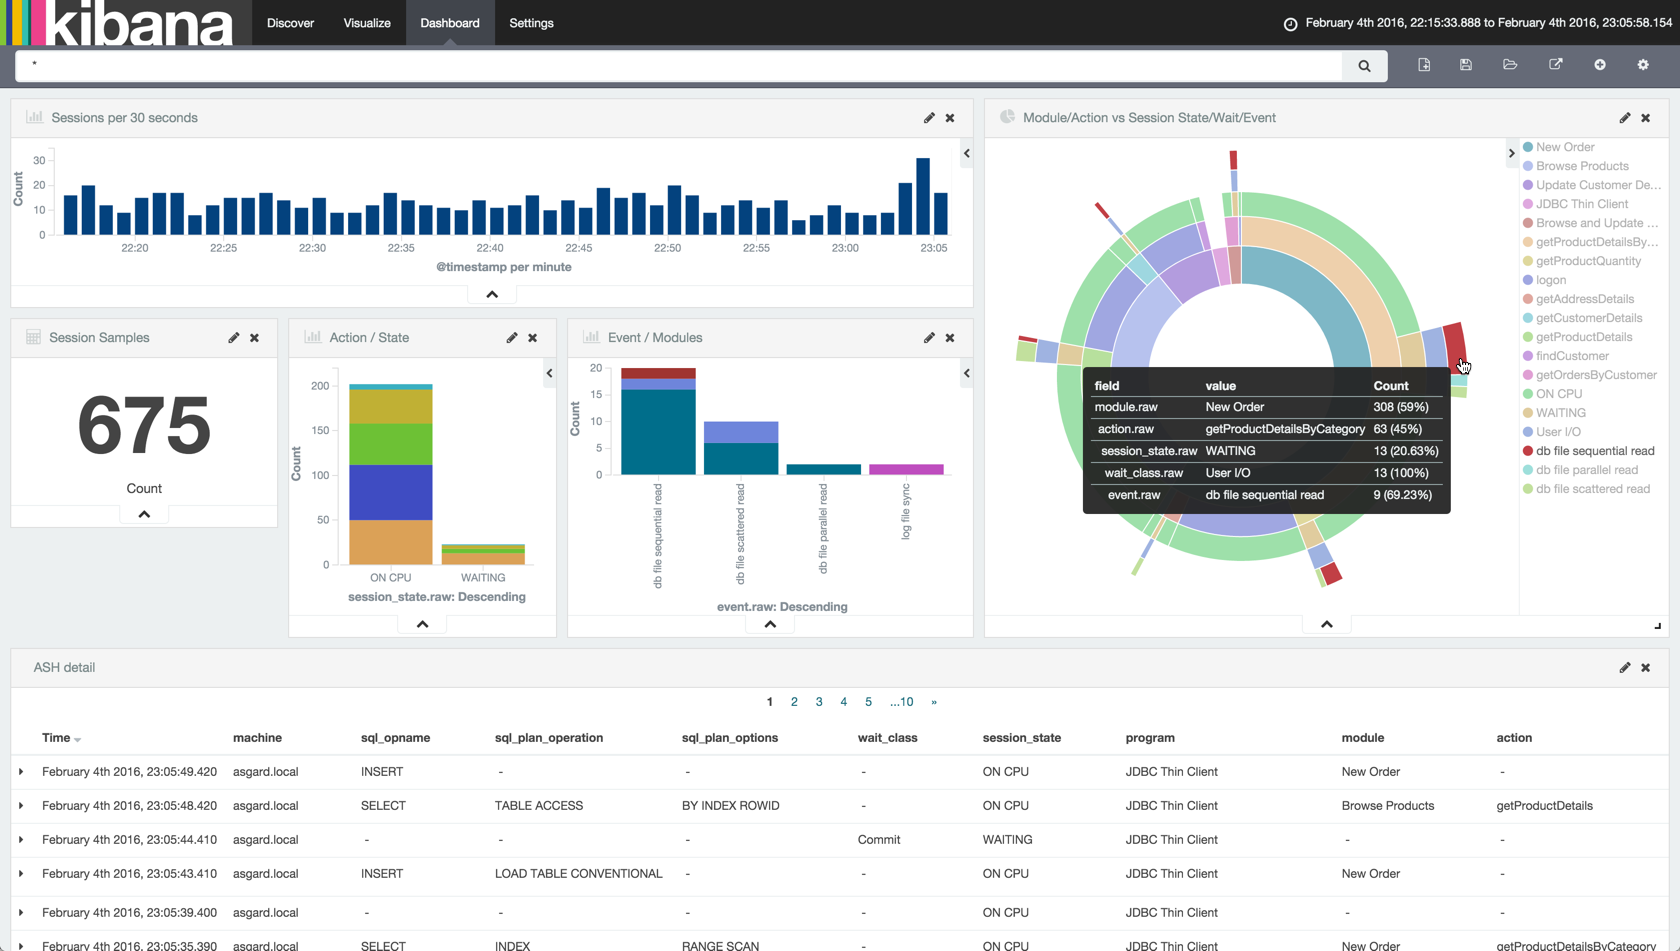 kibana
Discover Visualize Dashboard Settings
February 4th 2016, 22:15:33.888 to February 4th 2016, 23:05:58.154
*
Sessions per 30 seconds
Count
30
20
10
0
22:20 22:25 22:30 22:35 22:40 22:45 22:50 22:55 23:00 23:05
@timestamp per minute
Module/Action vs Session State/Wait/Event
New Order
Browse Products
Update Customer De...
JDBC Thin Client
Browse and Update ...
getProductDetailsBy...
getProductQuantity
logon
getAddressDetails
getCustomerDetails
getProductDetails
findCustomer
getOrdersByCustomer
ON CPU
WAITING
User I/O
db file sequential read
db file parallel read
db file scattered read
field value Count
module.raw New Order 308 (59%)
action.raw getProductDetailsByCategory 63 (45%)
session_state.raw WAITING 13 (20.63%)
wait_class.raw User I/O 13 (100%)
event.raw db file sequential read 9 (69.23%)
Session Samples
675
Count
Action / State
Count
200
150
100
50
0
ON CPU WAITING
session_state.raw: Descending
Event / Modules
Count
20
15
10
5
0
db file sequential read
db file scattered read
db file parallel read
log file sync
event.raw: Descending
ASH detail
1 2 3 4 5 ...10 »
Time machine sql_opname sql_plan_operation sql_plan_options wait_class session_state program module action
February 4th 2016, 23:05:49.420 asgard.local INSERT - - - ON CPU JDBC Thin Client New Order -
February 4th 2016, 23:05:48.420 asgard.local SELECT TABLE ACCESS BY INDEX ROWID - ON CPU JDBC Thin Client Browse Products getProductDetails
February 4th 2016, 23:05:44.410 asgard.local - - - Commit WAITING JDBC Thin Client - -
February 4th 2016, 23:05:43.410 asgard.local INSERT LOAD TABLE CONVENTIONAL - - ON CPU JDBC Thin Client New Order -
February 4th 2016, 23:05:39.400 asgard.local - - - - ON CPU JDBC Thin Client - -
February 4th 2016, 23:05:35.390 asgard.local SELECT INDEX RANGE SCAN - ON CPU JDBC Thin Client New Order getProductDetailsByCategory